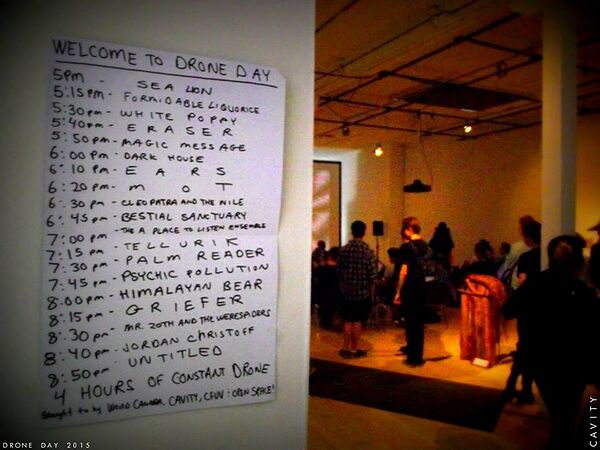 WELCOME TO DRONE DAY
5pm - SEA LION
5:15pm - FORMIDABLE LIQUORICE
5:30pm - WHITE POPPY
5:40pm - ERASER
5:50pm - MAGIC MESSAGE
6:00pm - DARK HOUSE
6:10pm - EARS
6:20pm - MOT
6:30pm - CLEOPATRA AND THE NILE
6:45pm - BESTIAL SANCTUARY
7:00pm - THE A PLACE TO LISTEN ENSEMBLE
7:15pm - TELLURIK
7:30pm - PALM READER
7:45pm - PSYCHIC POLLUTION
8:00pm - HIMALAYAN BEAR
8:15pm - GRIEFER
8:30pm - MR. ZOTH AND THE WERESPIDERS
8:40pm - JORDAN CHRISTOFF
8:50pm - UNTITLED
4 HOURS OF CONSTANT DRONE
Brought to by WEIRD CANADA, CAVITY, CFUV : OPEN SPACE!
DRONE DAY 2015
CAVITY